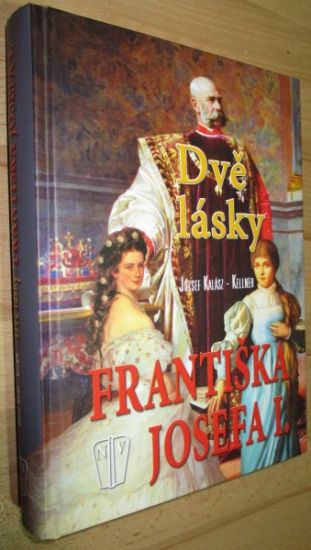 Dvě
lásky
JÓZSEF KALÁSZ - KELLNER
FRANTIŠKA
JOSEFA I.
N V